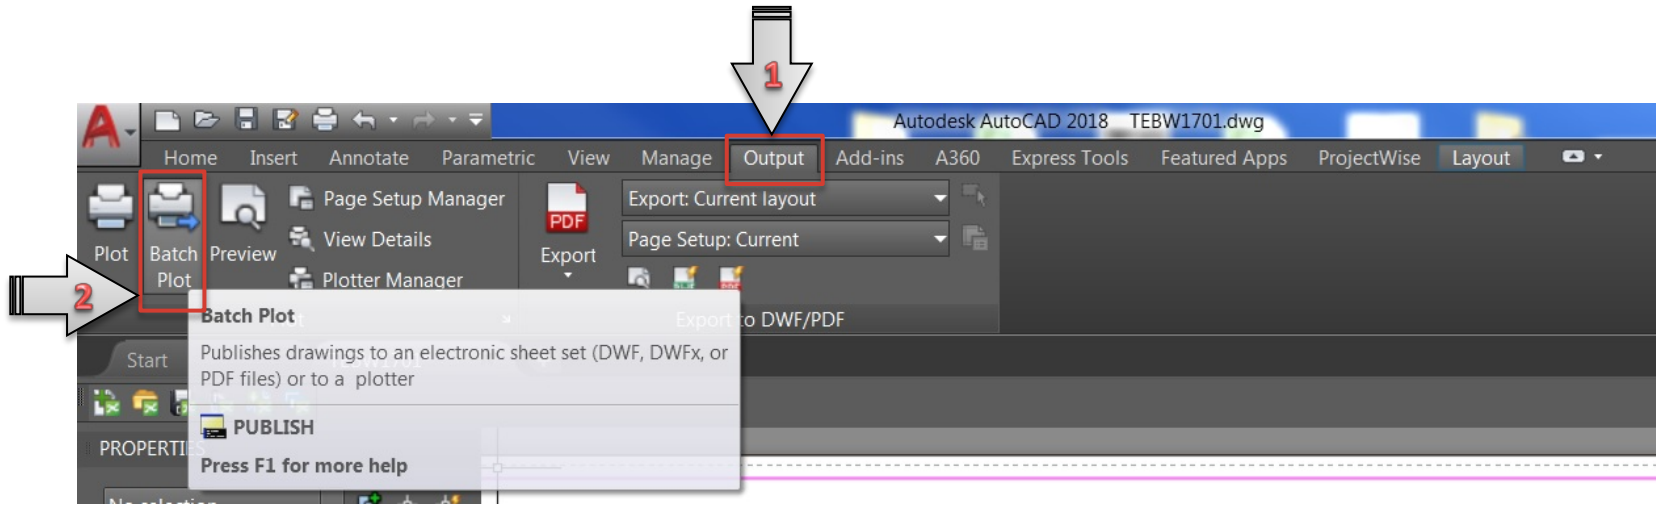 1
Autodesk AutoCAD 2018 TEBW1701.dwg
Home Insert Annotate Parametric View Manage Output Add-ins A360 Express Tools Featured Apps ProjectWise Layout
Page Setup Manager
Export: Current layout
PDF
View Details
Page Setup: Current
Plot
Batch
Plot
Preview
Export
Plotter Manager
2
Batch Plot
Export to DWF/PDF
Start
Publishes drawings to an electronic sheet set (DWF, DWFx, or
PDF files) or to a plotter
PUBLISH
PROPERTIES
Press F1 for more help
No selection